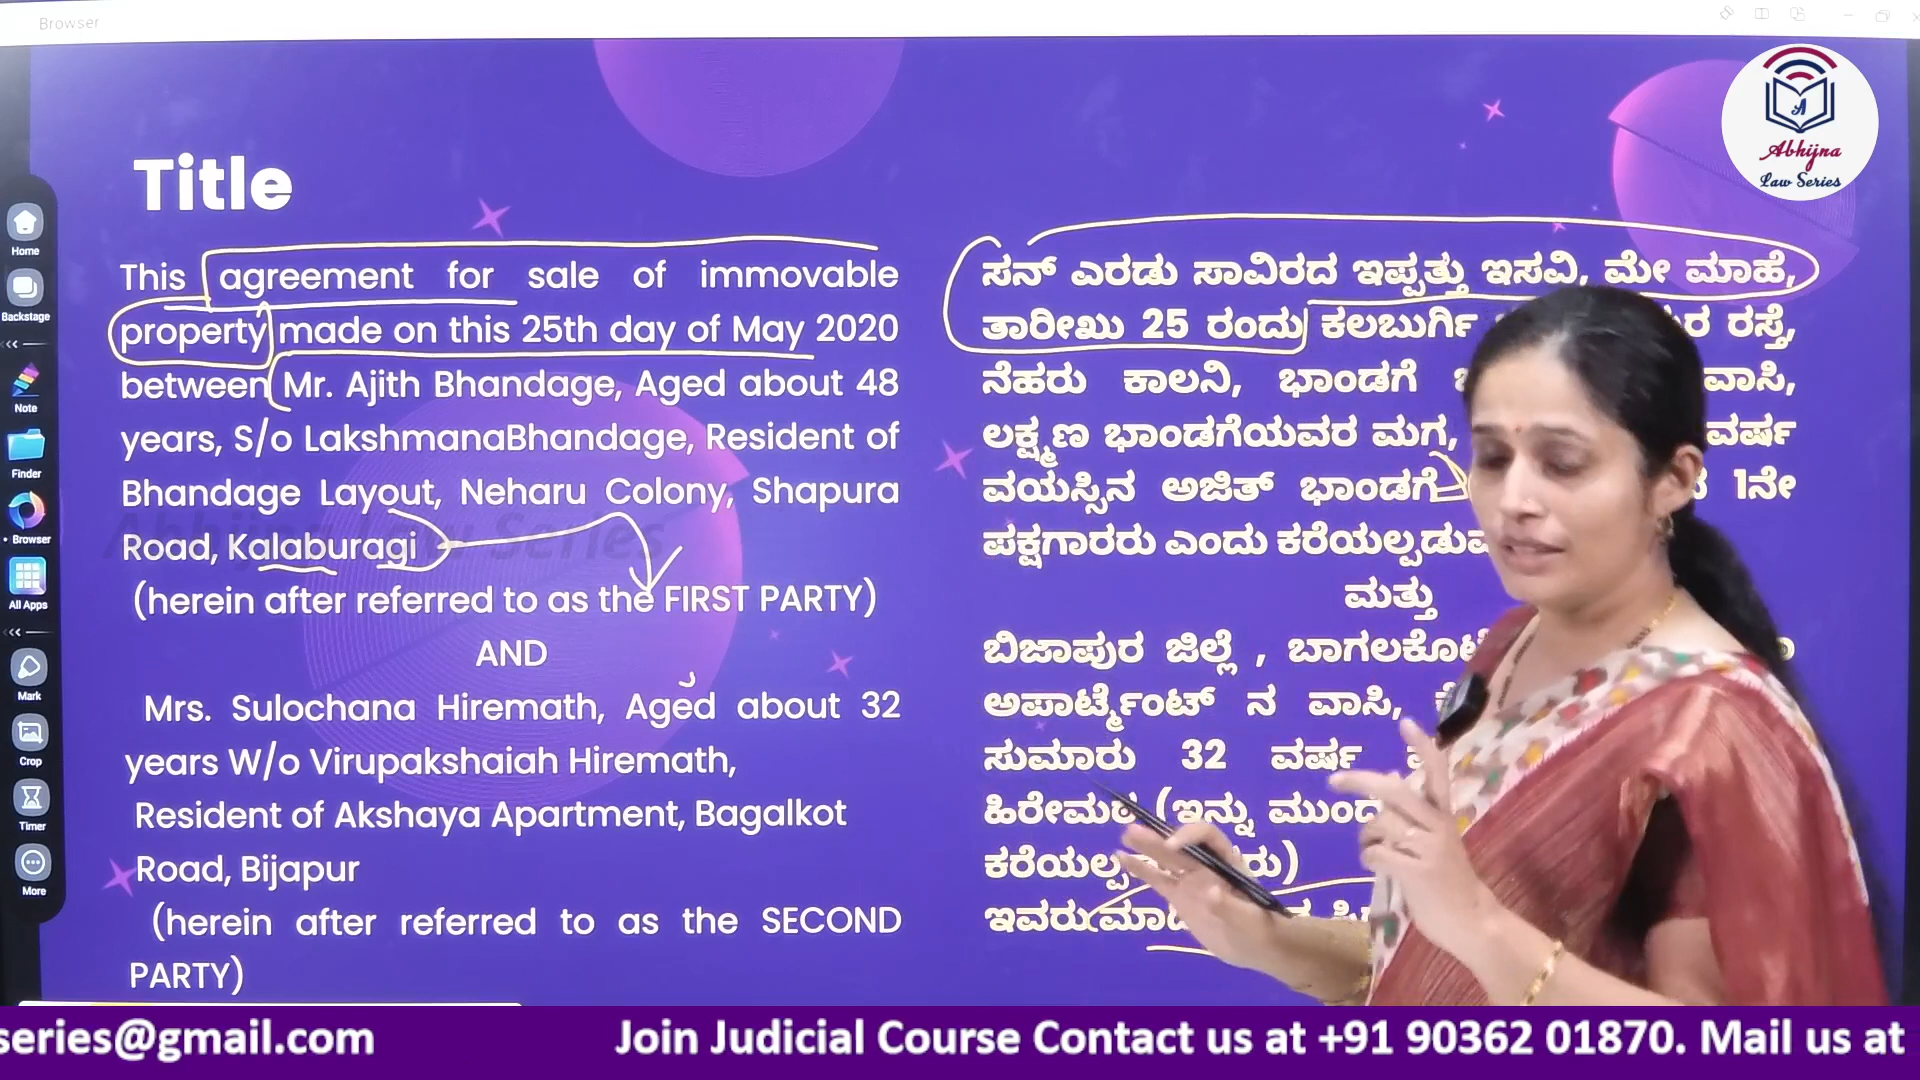 Browser
Abhijna
Law Series
Title
This agreement for sale of immovable
property made on this 25th day of May 2020
between Mr. Ajith Bhandage, Aged about 48
years, S/o LakshmanaBhandage, Resident of
Bhandage Layout, Neharu Colony, Shapura
Road, Kalaburagi
(herein after referred to as the FIRST PARTY)
AND
Mrs. Sulochana Hiremath, Aged about 32
years W/o Virupakshaiah Hiremath,
Resident of Akshaya Apartment, Bagalkot
Road, Bijapur
(herein after referred to as the SECOND
PARTY)
Abhijna Law Series
ಸನ್ ಎರಡು ಸಾವಿರದ ಇಪ್ಪತ್ತು ಇಸವಿ, ಮೇ ಮಾಹೆ,
ತಾರೀಖು 25 ರಂದು ಕಲಬುರ್ಗಿ ರಸ್ತೆ,
ನೆಹರು ಕಾಲನಿ, ಭಾಂಡಗೆ ವಾಸಿ,
ಲಕ್ಷ್ಮಣ ಭಾಂಡಗೆಯವರ ಮಗ, ವರ್ಷ
ವಯಸ್ಸಿನ ಅಜಿತ್ ಭಾಂಡಗೆ 1ನೇ
ಪಕ್ಷಗಾರರು ಎಂದು
ಮತ್ತು
ಬಿಜಾಪುರ ಜಿಲ್ಲೆ ,
ಅಪಾರ್ಟ್ಮೆಂಟ್ ನ ವಾಸಿ,
ಸುಮಾರು 32 ವರ್ಷ
ಹಿರೇಮಠ (ಇನ್ನು
ಇವರು
Home
Backstage
Note
Finder
Browser
All Apps
Mark
Crop
Timer
More
series@gmail.com Join Judicial Course Contact us at +91 90362 01870. Mail us at